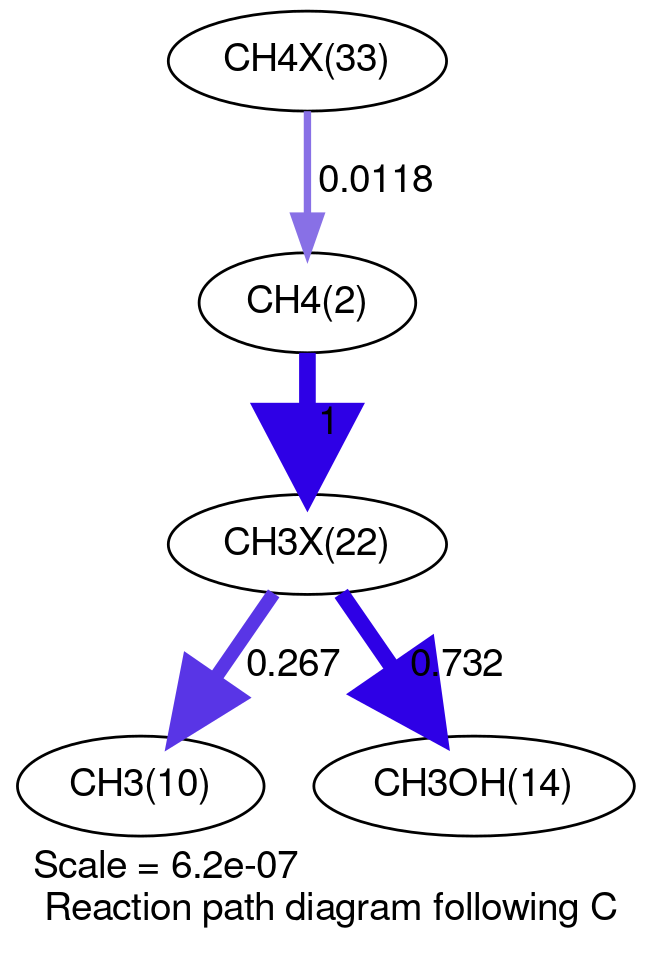 CH4X(33)
0.0118
CH4(2)
1
CH3X(22)
0.267
0.732
CH3(10)
CH3OH(14)
Scale = 6.2e-07
Reaction path diagram following C